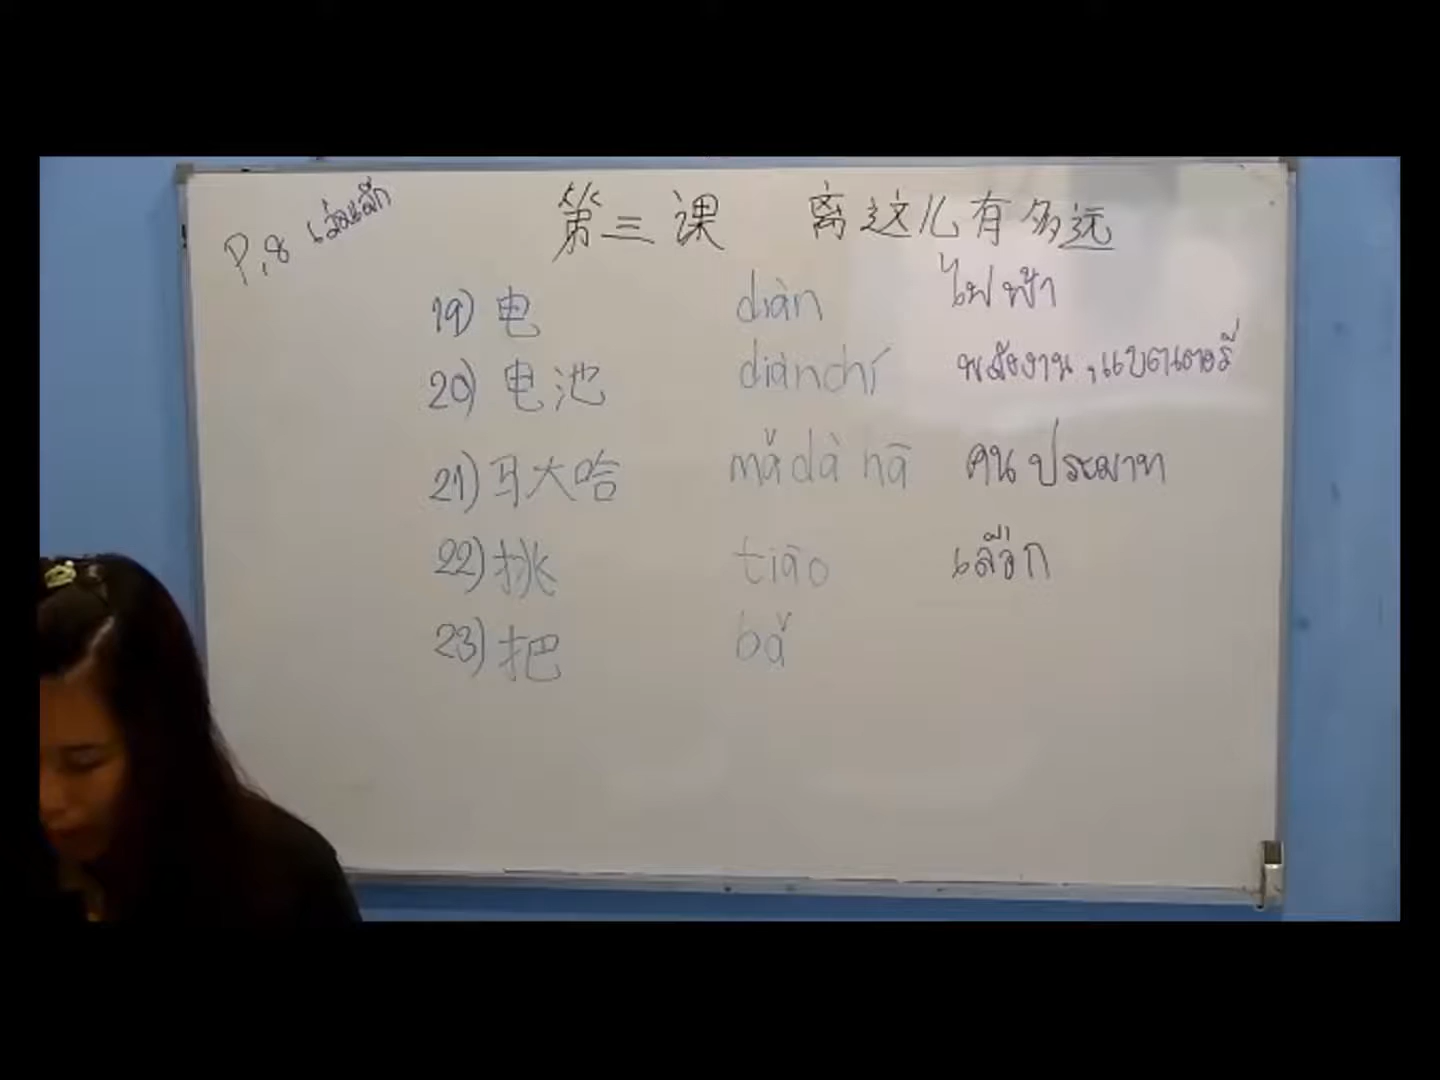 P.8 เล่มเล็ก
第三课 离这儿有多远
19) 电 diàn ไฟฟ้า
20) 电池 diànchí พลังงาน, แบตเตอรี่
21) 马大哈 mǎdà hā คนประมาท
22) 挑 tiāo เลือก
23) 把 bǎ